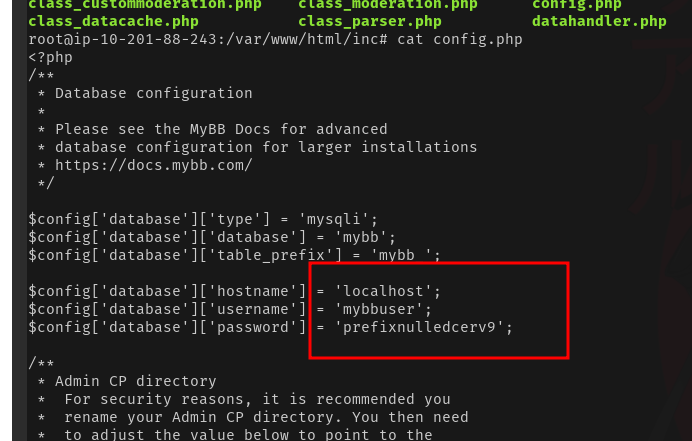 class_custommoderation.php class_moderation.php config.php
class_datacache.php class_parser.php datahandler.php
root@ip-10-201-88-243:/var/www/html/inc# cat config.php
<?php
/**
 * Database configuration
 *
 * Please see the MyBB Docs for advanced
 * database configuration for larger installations
 * https://docs.mybb.com/
 */
$config['database']['type'] = 'mysqli';
$config['database']['database'] = 'mybb';
$config['database']['table_prefix'] = 'mybb_';
$config['database']['hostname'] = 'localhost';
$config['database']['username'] = 'mybbuser';
$config['database']['password'] = 'prefixnulledcerv9';
/**
 * Admin CP directory
 *  For security reasons, it is recommended you
 *  rename your Admin CP directory. You then need
 *  to adjust the value below to point to the